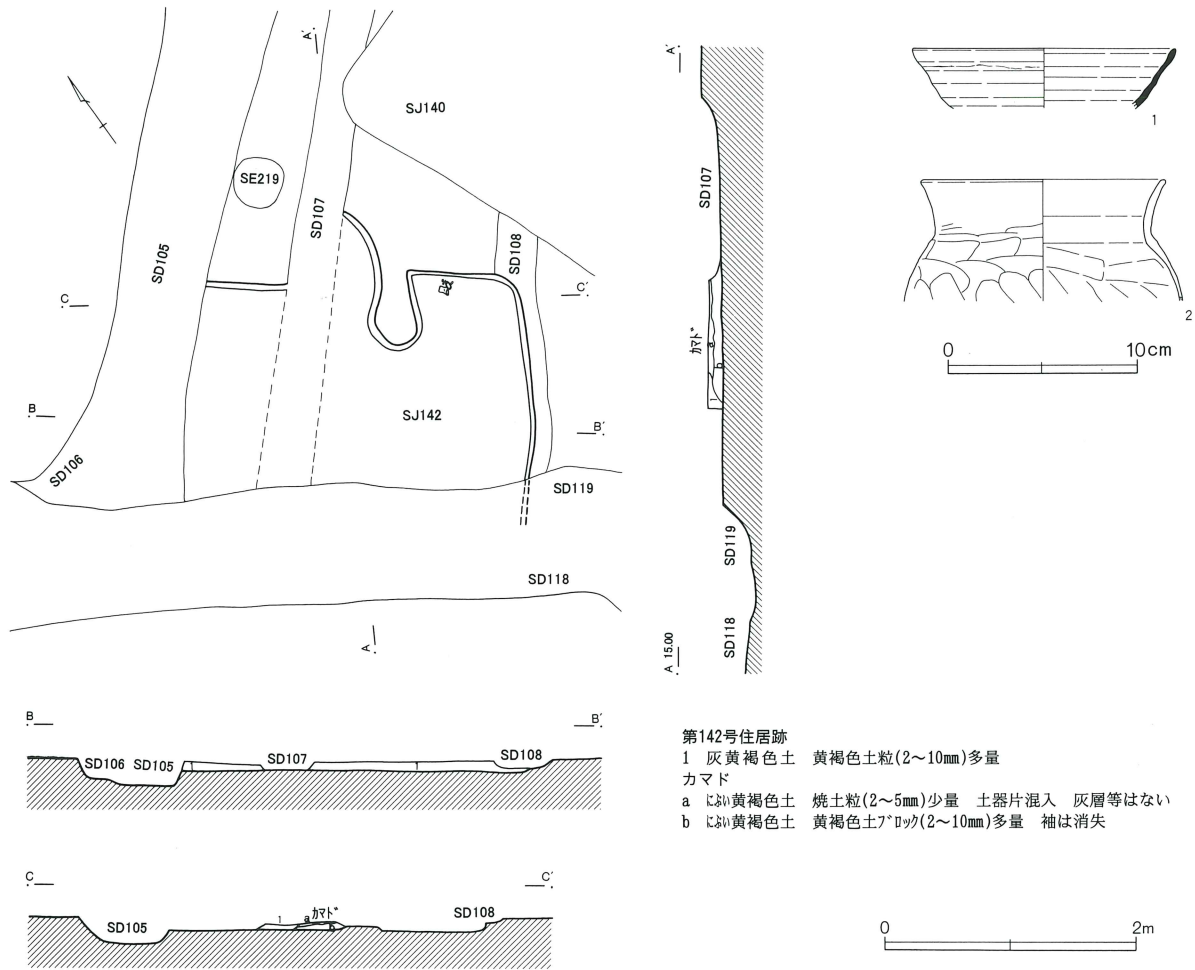 A′
SJ140
SE219
SD107
SD105
SD108
C
C′
B
SJ142
B′
SD106
SD119
SD118
A
A′
SD107
カマド
a
b
1
SD119
SD118
A 15.00
1
2
0 10cm
B B′
SD106 SD105 1 SD107 1 SD108
C C′
SD105 1 a カマド b SD108
第142号住居跡
1 灰黄褐色土 黄褐色土粒(2〜10mm)多量
カマド
a にぶい黄褐色土 焼土粒(2〜5mm)少量 土器片混入 灰層等はない
b にぶい黄褐色土 黄褐色土ブロック(2〜10mm)多量 袖は消失
0 2m